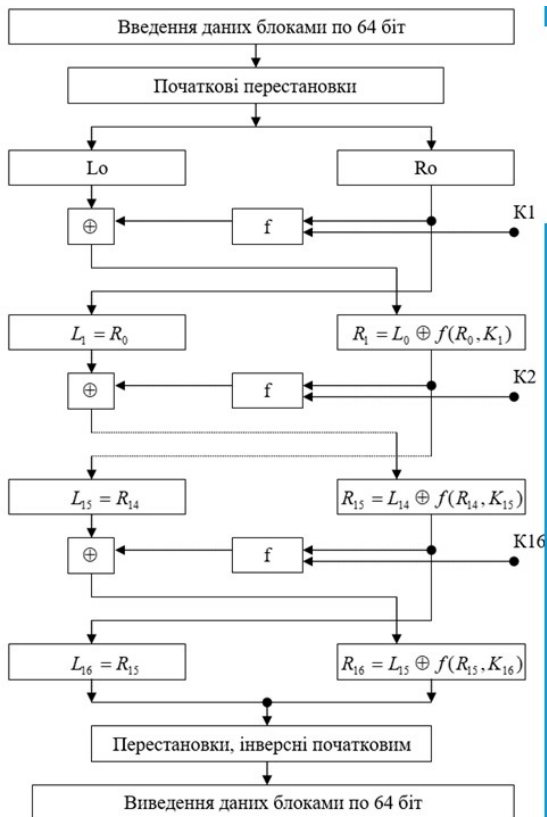 Введення даних блоками по 64 біт
Початкові перестановки
Lo Ro
K1
⊕ f
L₁ = R₀ R₁ = L₀ ⊕ f(R₀, K₁)
K2
⊕ f
L₁₅ = R₁₄ R₁₅ = L₁₄ ⊕ f(R₁₄, K₁₅)
K16
⊕ f
L₁₆ = R₁₅ R₁₆ = L₁₅ ⊕ f(R₁₅, K₁₆)
Перестановки, інверсні початковим
Виведення даних блоками по 64 біт